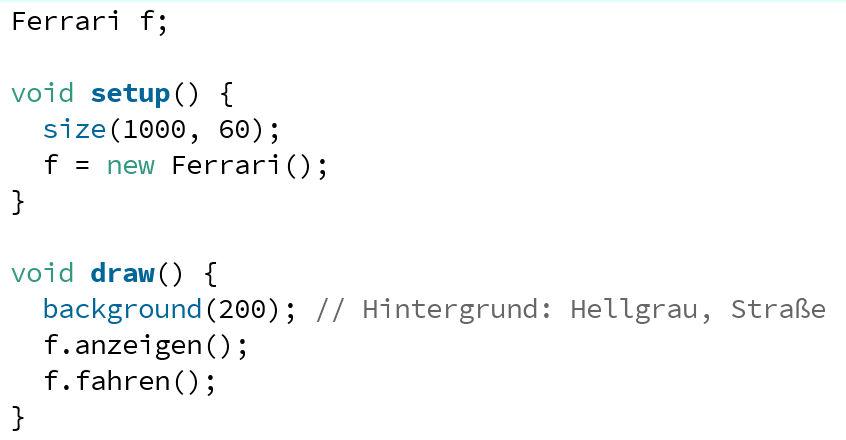 Ferrari f;
void setup() {
size(1000, 60);
f = new Ferrari();
}
void draw() {
background(200); // Hintergrund: Hellgrau, Straße
f.anzeigen();
f.fahren();
}